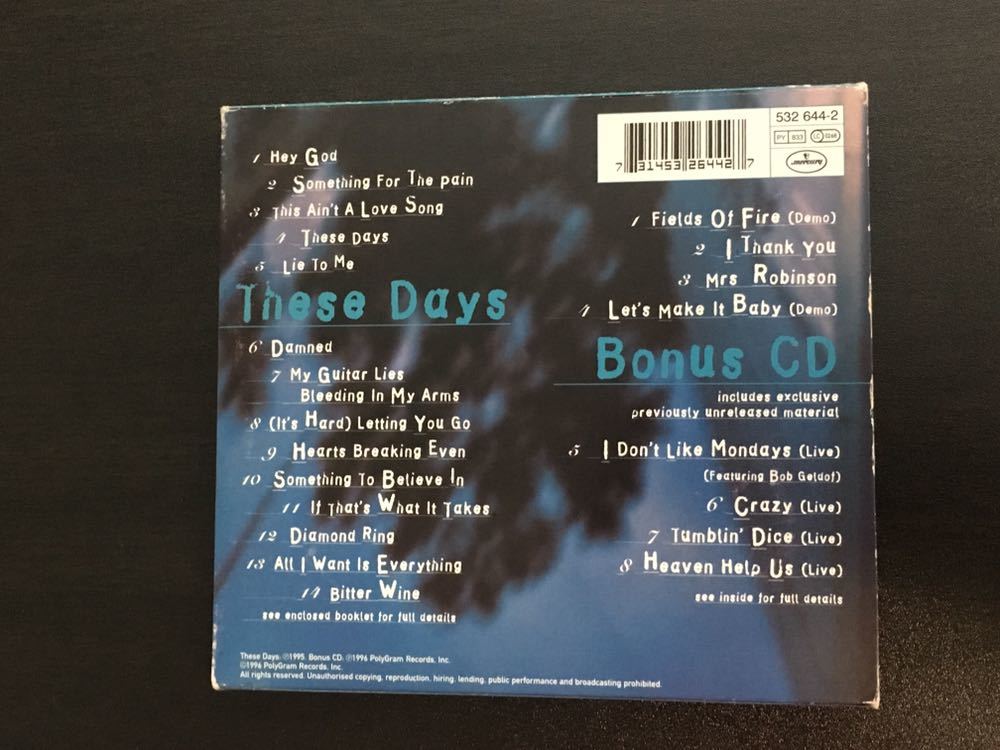 1 Hey God
2 Something For The Pain
3 This Ain't A Love Song
4 These Days
5 Lie To Me
These Days
6 Damned
7 My Guitar Lies
Bleeding In My Arms
8 (It's Hard) Letting You Go
9 Hearts Breaking Even
10 Something To Believe In
11 If That's What It Takes
12 Diamond Ring
13 All I Want Is Everything
14 Bitter Wine
see enclosed booklet for full details
532 644-2
PY 833 LC 0268
mercury
7 31453 26442 7
1 Fields Of Fire (Demo)
2 I Thank You
3 Mrs Robinson
4 Let's Make It Baby (Demo)
Bonus CD
includes exclusive
previously unreleased material
5 I Don't Like Mondays (Live)
(Featuring Bob Geldof)
6 Crazy (Live)
7 Tumblin' Dice (Live)
8 Heaven Help Us (Live)
see inside for full details
These Days: ℗1995. Bonus CD: ℗1996 PolyGram Records, Inc.
©1996 PolyGram Records, Inc.
All rights reserved. Unauthorised copying, reproduction, hiring, lending, public performance and broadcasting prohibited.